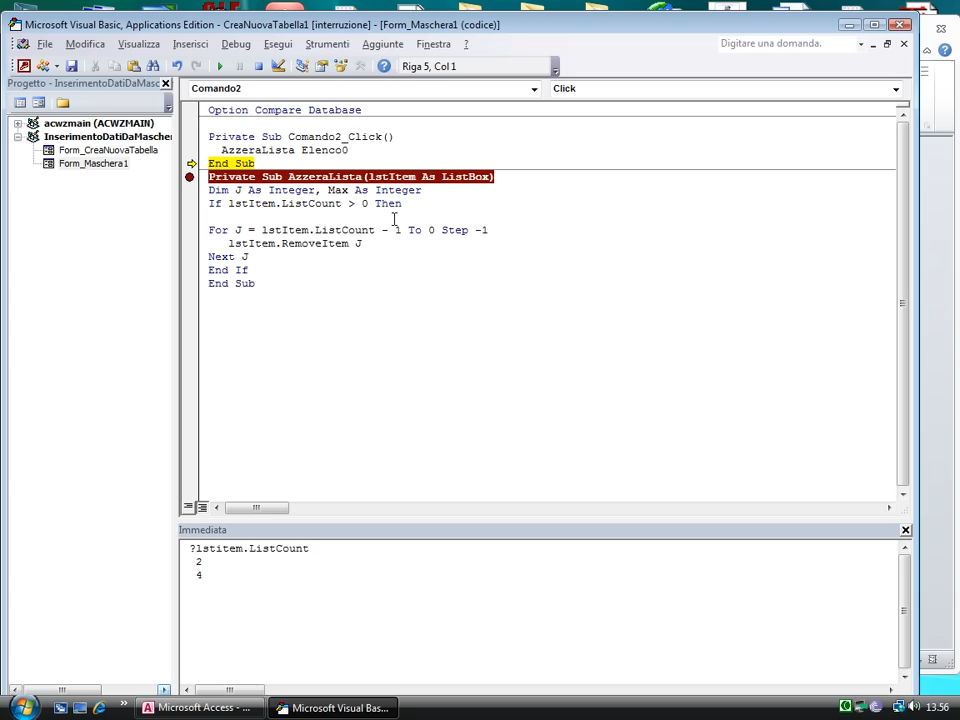 Microsoft Visual Basic, Applications Edition - CreaNuovaTabella1 [interruzione] - [Form_Maschera1 (codice)]
File Modifica Visualizza Inserisci Debug Esegui Strumenti Aggiunte Finestra ?
Digitare una domanda.
Riga 5, Col 1
Progetto - InserimentoDatiDaMasc
Comando2
Click
acwzmain (ACWZMAIN)
InserimentoDatiDaMascher
Form_CreaNuovaTabella
Form_Maschera1
Option Compare Database
Private Sub Comando2_Click()
AzzeraLista Elenco0
End Sub
Private Sub AzzeraLista(lstItem As ListBox)
Dim J As Integer, Max As Integer
If lstItem.ListCount > 0 Then
For J = lstItem.ListCount - 1 To 0 Step -1
lstItem.RemoveItem J
Next J
End If
End Sub
Immediata
?lstitem.ListCount
2
4
Microsoft Access - ...
Microsoft Visual Bas...
13.56